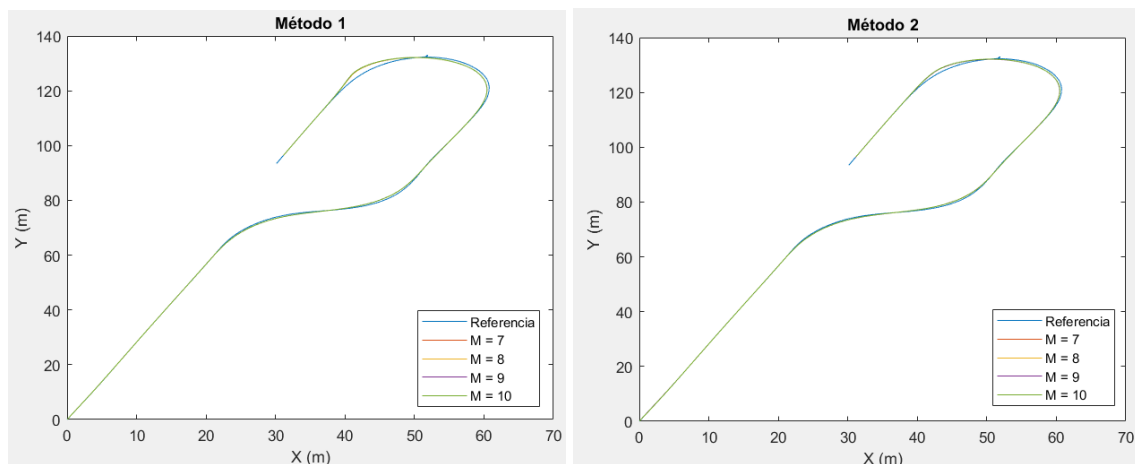 Método 1
140
120
100
80
60
40
20
0
Y (m)
0 10 20 30 40 50 60 70
X (m)
Referencia
M = 7
M = 8
M = 9
M = 10
Método 2
140
120
100
80
60
40
20
0
Y (m)
0 10 20 30 40 50 60 70
X (m)
Referencia
M = 7
M = 8
M = 9
M = 10